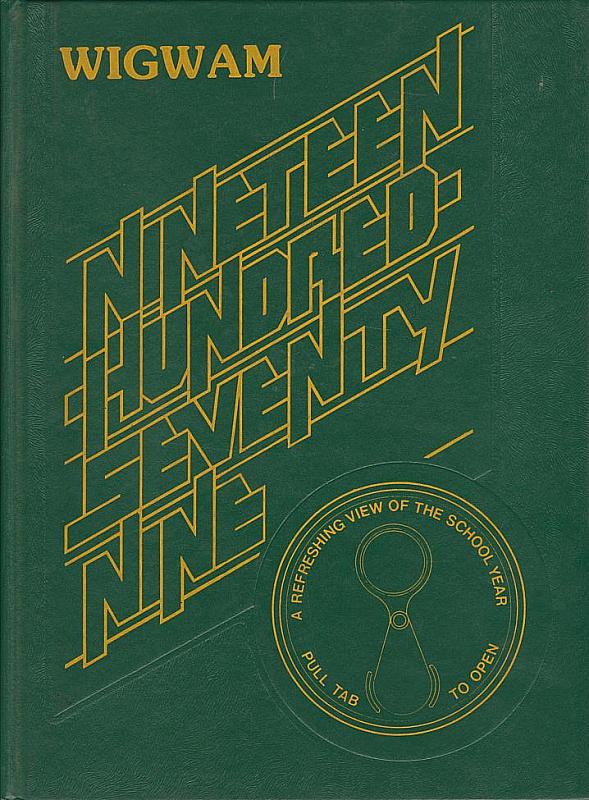 WIGWAM
NINETEEN
HUNDRED-
SEVENTY
NINE
A REFRESHING VIEW OF THE SCHOOL YEAR
PULL TAB
TO OPEN